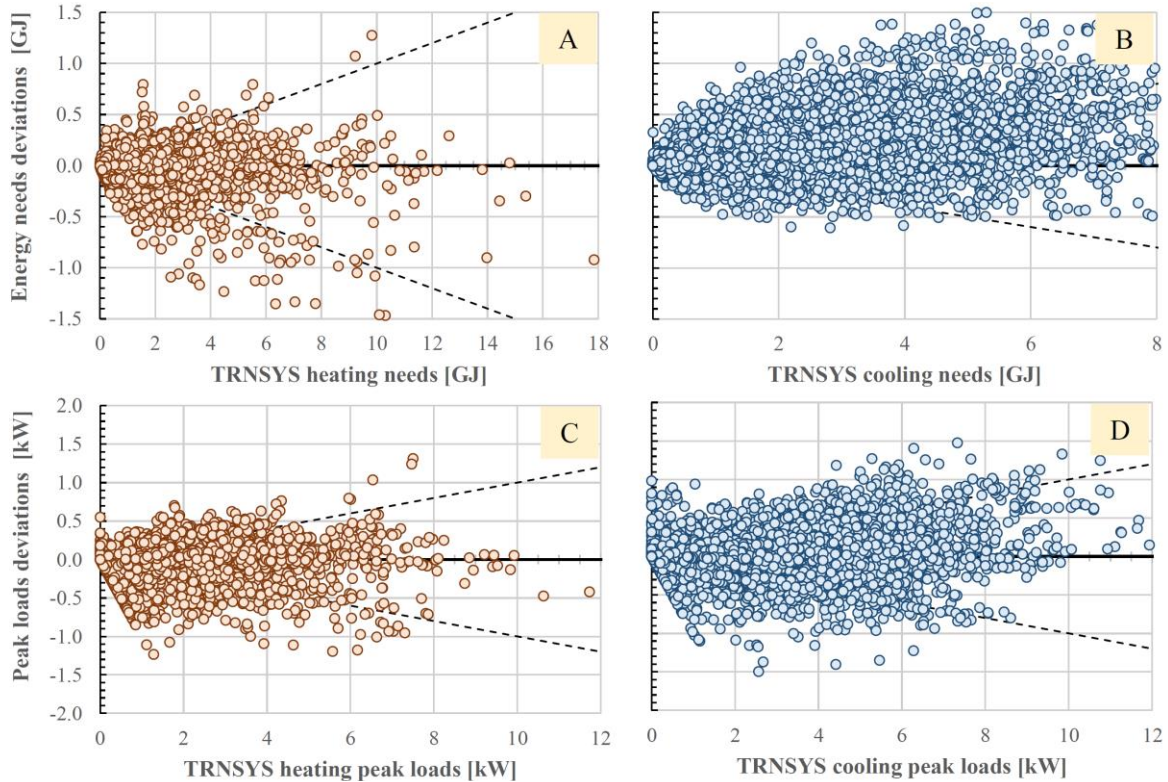 Energy needs deviations [GJ]
1.5
1.0
0.5
0.0
-0.5
-1.0
-1.5
A
0 2 4 6 8 10 12 14 16 18
TRNSYS heating needs [GJ]
B
0 2 4 6 8
TRNSYS cooling needs [GJ]
Peak loads deviations [kW]
2.0
1.5
1.0
0.5
0.0
-0.5
-1.0
-1.5
-2.0
C
0 2 4 6 8 10 12
TRNSYS heating peak loads [kW]
D
0 2 4 6 8 10 12
TRNSYS cooling peak loads [kW]